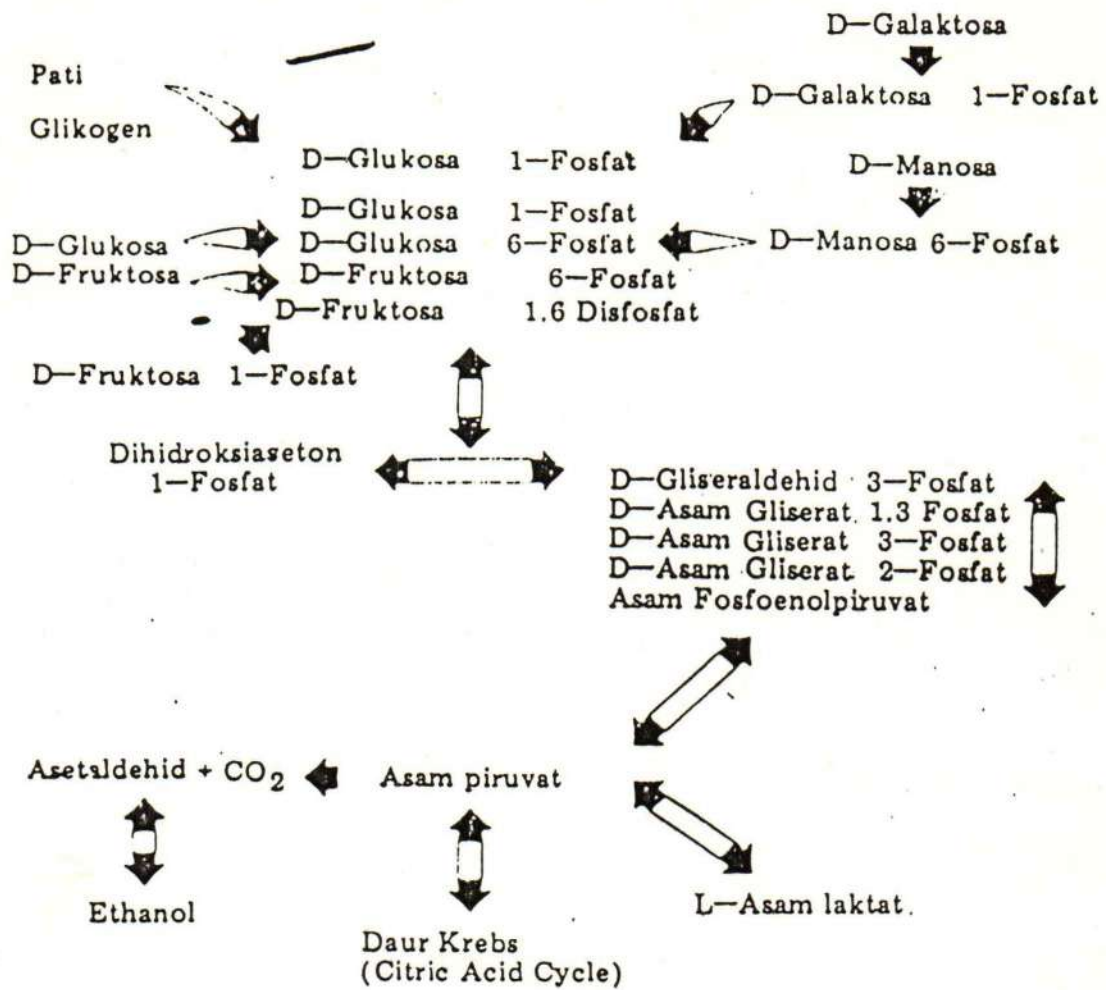 D—Galaktosa
Pati
D—Galaktosa 1—Fosfat
Glikogen
D—Glukosa 1—Fosfat
D—Manosa
D—Glukosa 1—Fosfat
D—Glukosa
D—Glukosa 6—Fosfat
D—Manosa 6—Fosfat
D—Fruktosa
D—Fruktosa 6—Fosfat
D—Fruktosa 1.6 Disfosfat
D—Fruktosa 1—Fosfat
Dihidroksiaseton
1—Fosfat
D—Gliseraldehid 3—Fosfat
D—Asam Gliserat. 1.3 Fosfat
D—Asam Gliserat 3—Fosfat
D—Asam Gliserat 2—Fosfat
Asam Fosfoenolpiruvat
Asetaldehid + CO2
Asam piruvat
Ethanol
L—Asam laktat.
Daur Krebs
(Citric Acid Cycle)